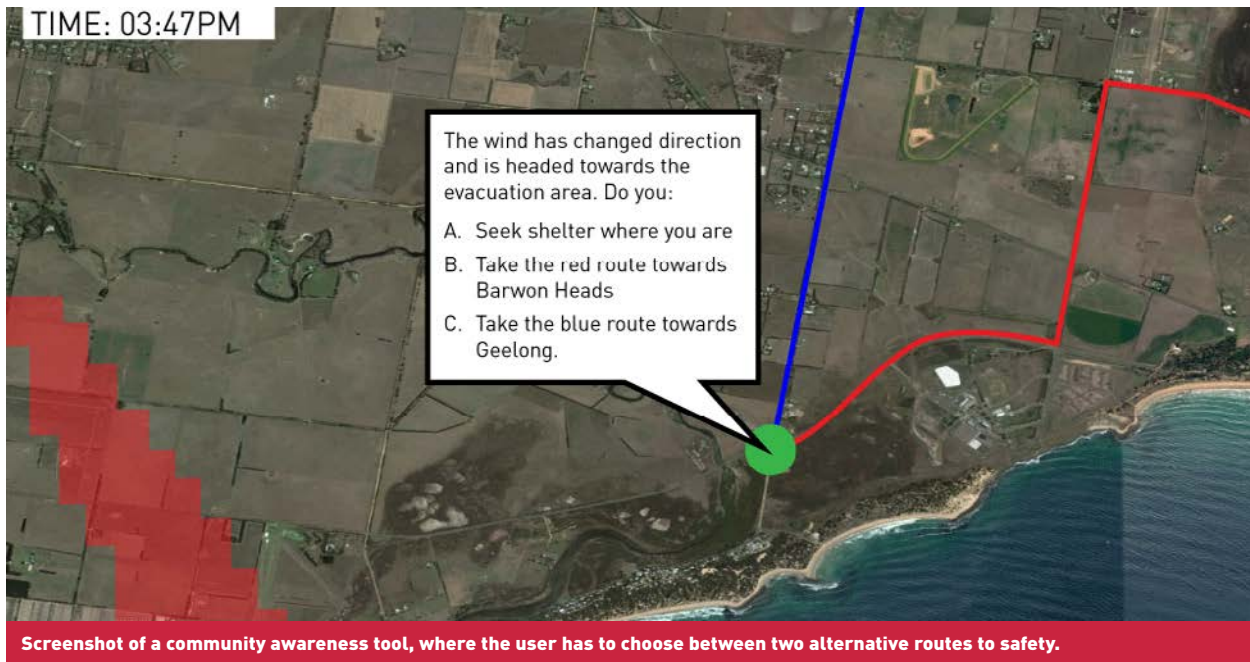 TIME: 03:47PM
The wind has changed direction
and is headed towards the
evacuation area. Do you:
A. Seek shelter where you are
B. Take the red route towards
Barwon Heads
C. Take the blue route towards
Geelong.
Screenshot of a community awareness tool, where the user has to choose between two alternative routes to safety.